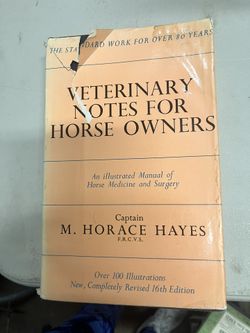 THE STANDARD WORK FOR OVER 80 YEARS
VETERINARY
NOTES FOR
HORSE OWNERS
An illustrated Manual of
Horse Medicine and Surgery
Captain
M. HORACE HAYES
F.R.C.V.S.
Over 100 Illustrations
New, Completely Revised 16th Edition